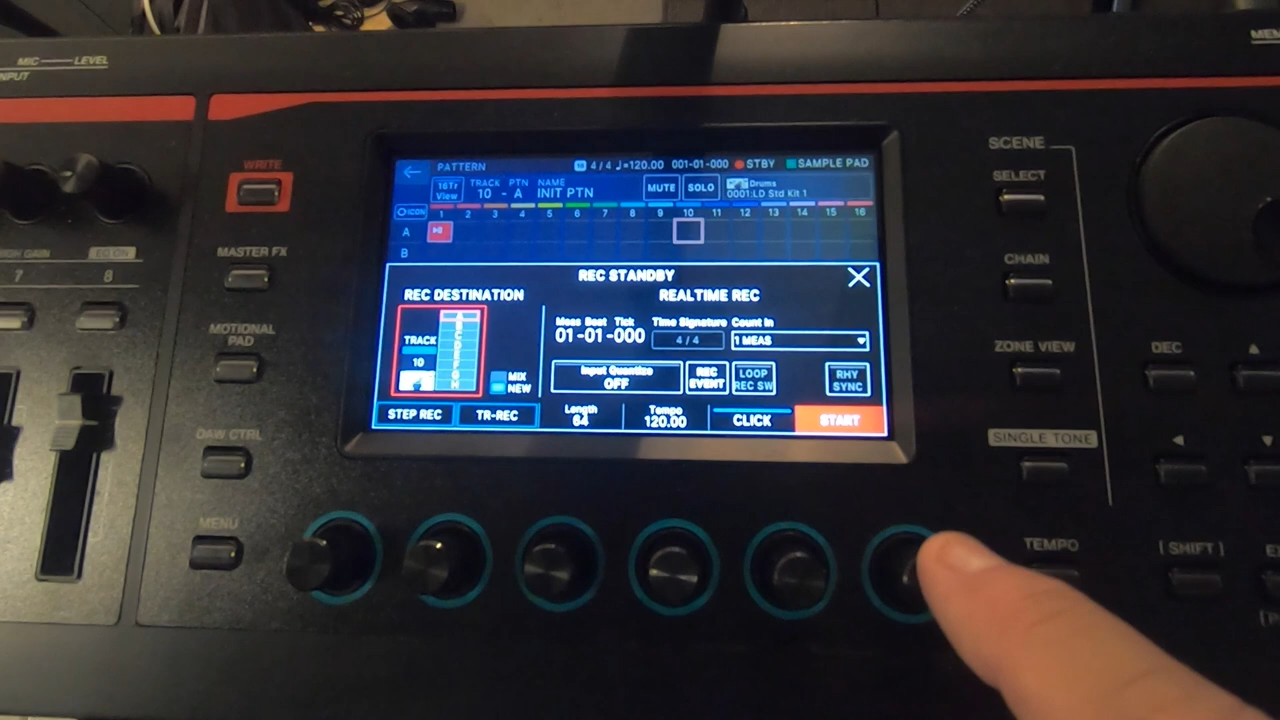 MIC LEVEL
INPUT
WRITE
MASTER FX
MOTIONAL
PAD
DAW CTRL
MENU
HIGH GAIN
EQ ON
7 8
PATTERN 4/4 ♩=120.00 001-01-000 STBY SAMPLE PAD
16Tr
View
TRACK PTN NAME
10 - A INIT PTN
MUTE SOLO
Drums
0001:LD Std Kit 1
ICON 1 2 3 4 5 6 7 8 9 10 11 12 13 14 15 16
A
B
REC STANDBY
REC DESTINATION
REALTIME REC
TRACK
10
A
B
C
D
E
F
G
H
MIX
NEW
Meas Beat Tick
01-01-000
Time Signature
4/4
Count In
1 MEAS
Input Quantize
OFF
REC
EVENT
LOOP
REC SW
RHY
SYNC
STEP REC
TR-REC
Length
64
Tempo
120.00
CLICK
START
SCENE
SELECT
CHAIN
ZONE VIEW
SINGLE TONE
TEMPO
DEC
[SHIFT]